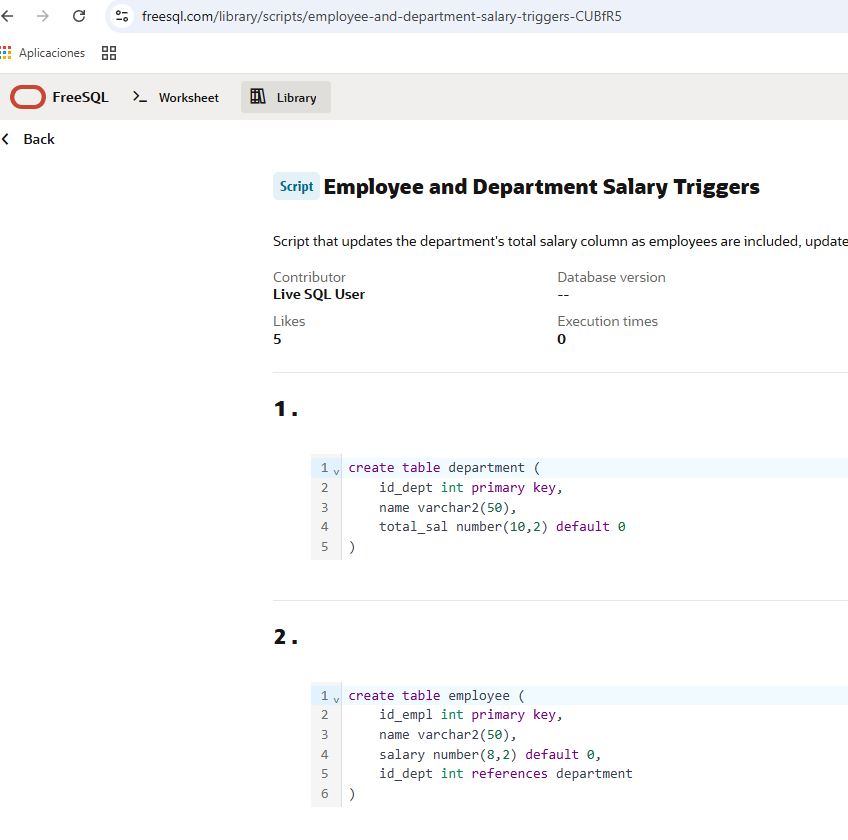 freesql.com/library/scripts/employee-and-department-salary-triggers-CUBfR5
Aplicaciones
FreeSQL
Worksheet
Library
Back
Script Employee and Department Salary Triggers
Script that updates the department's total salary column as employees are included, update
Contributor
Live SQL User
Database version
--
Likes
5
Execution times
0
1.
1 create table department (
2 id_dept int primary key,
3 name varchar2(50),
4 total_sal number(10,2) default 0
5 )
2.
1 create table employee (
2 id_empl int primary key,
3 name varchar2(50),
4 salary number(8,2) default 0,
5 id_dept int references department
6 )